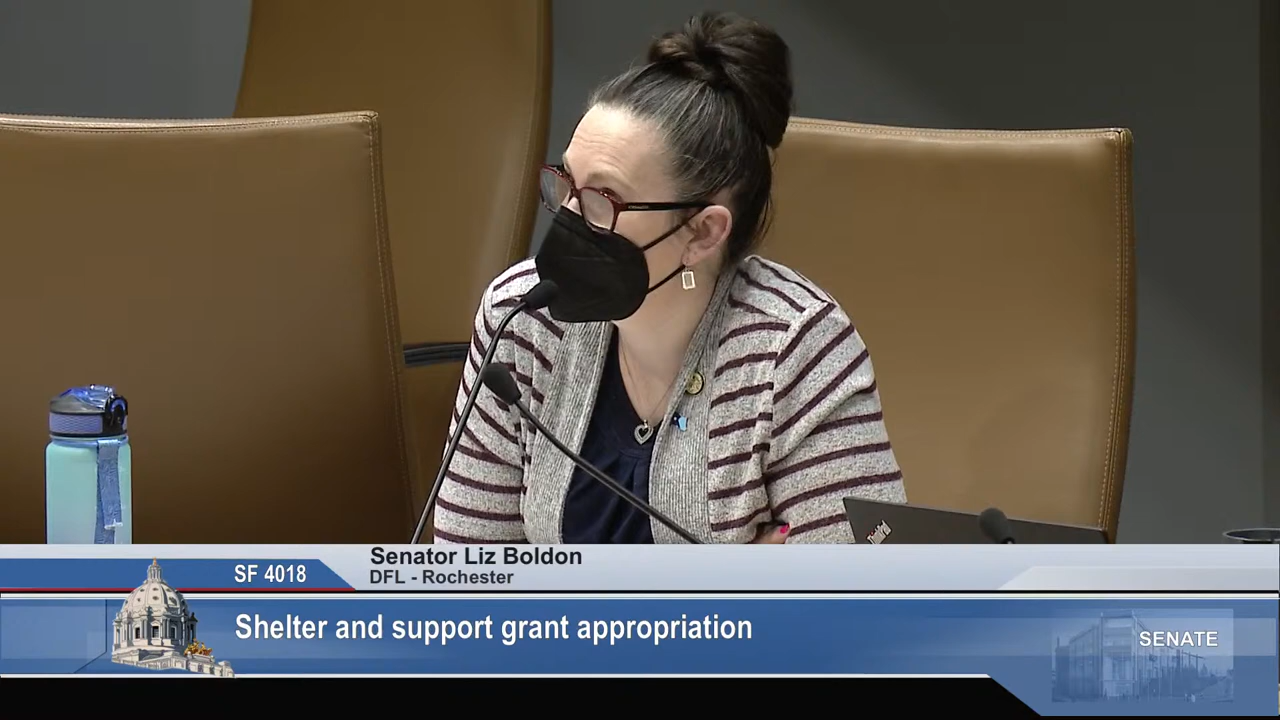 Senator Liz Boldon
SF 4018
DFL - Rochester
Shelter and support grant appropriation
SENATE